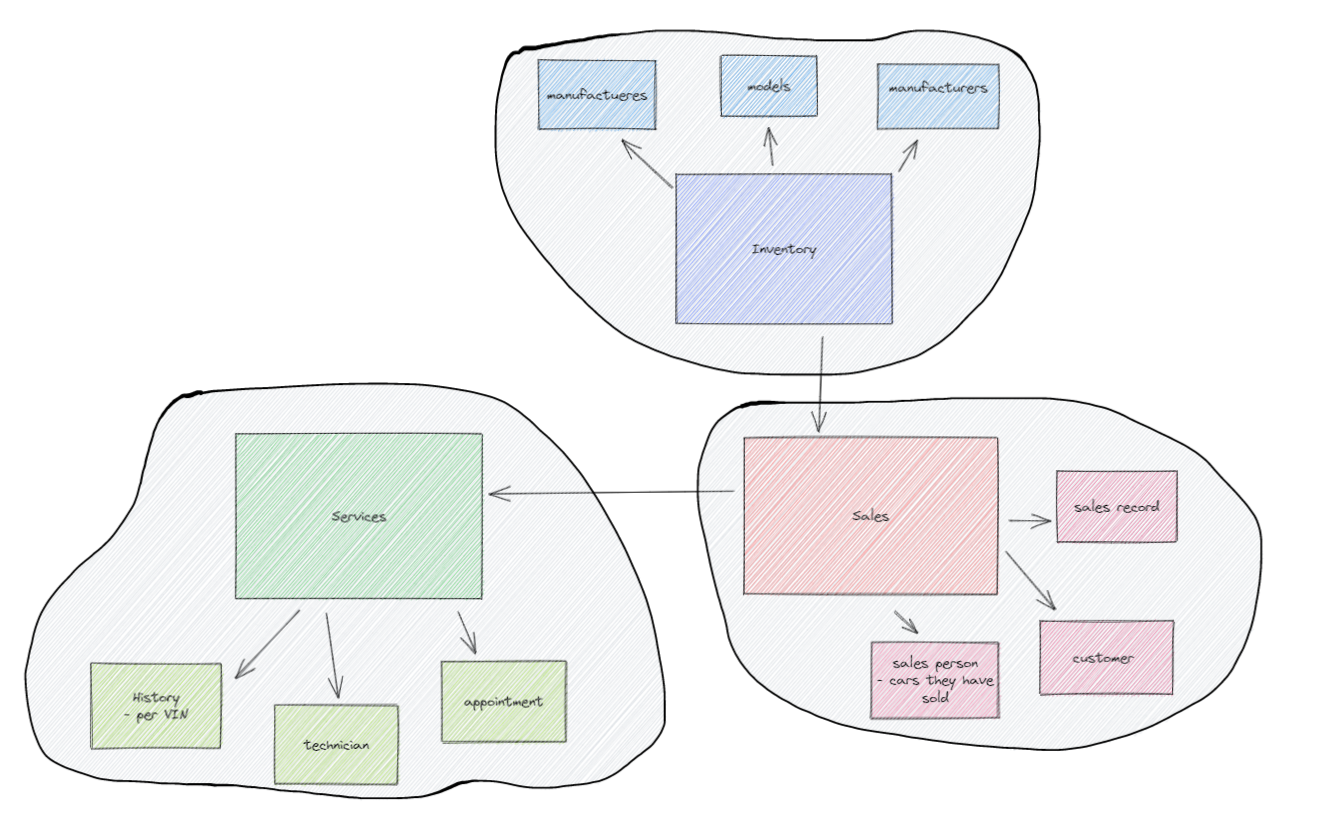 manufactueres
models
manufacturers
Inventory
Services
Sales
sales record
History
- per VIN
technician
appointment
sales person
- cars they have
sold
customer